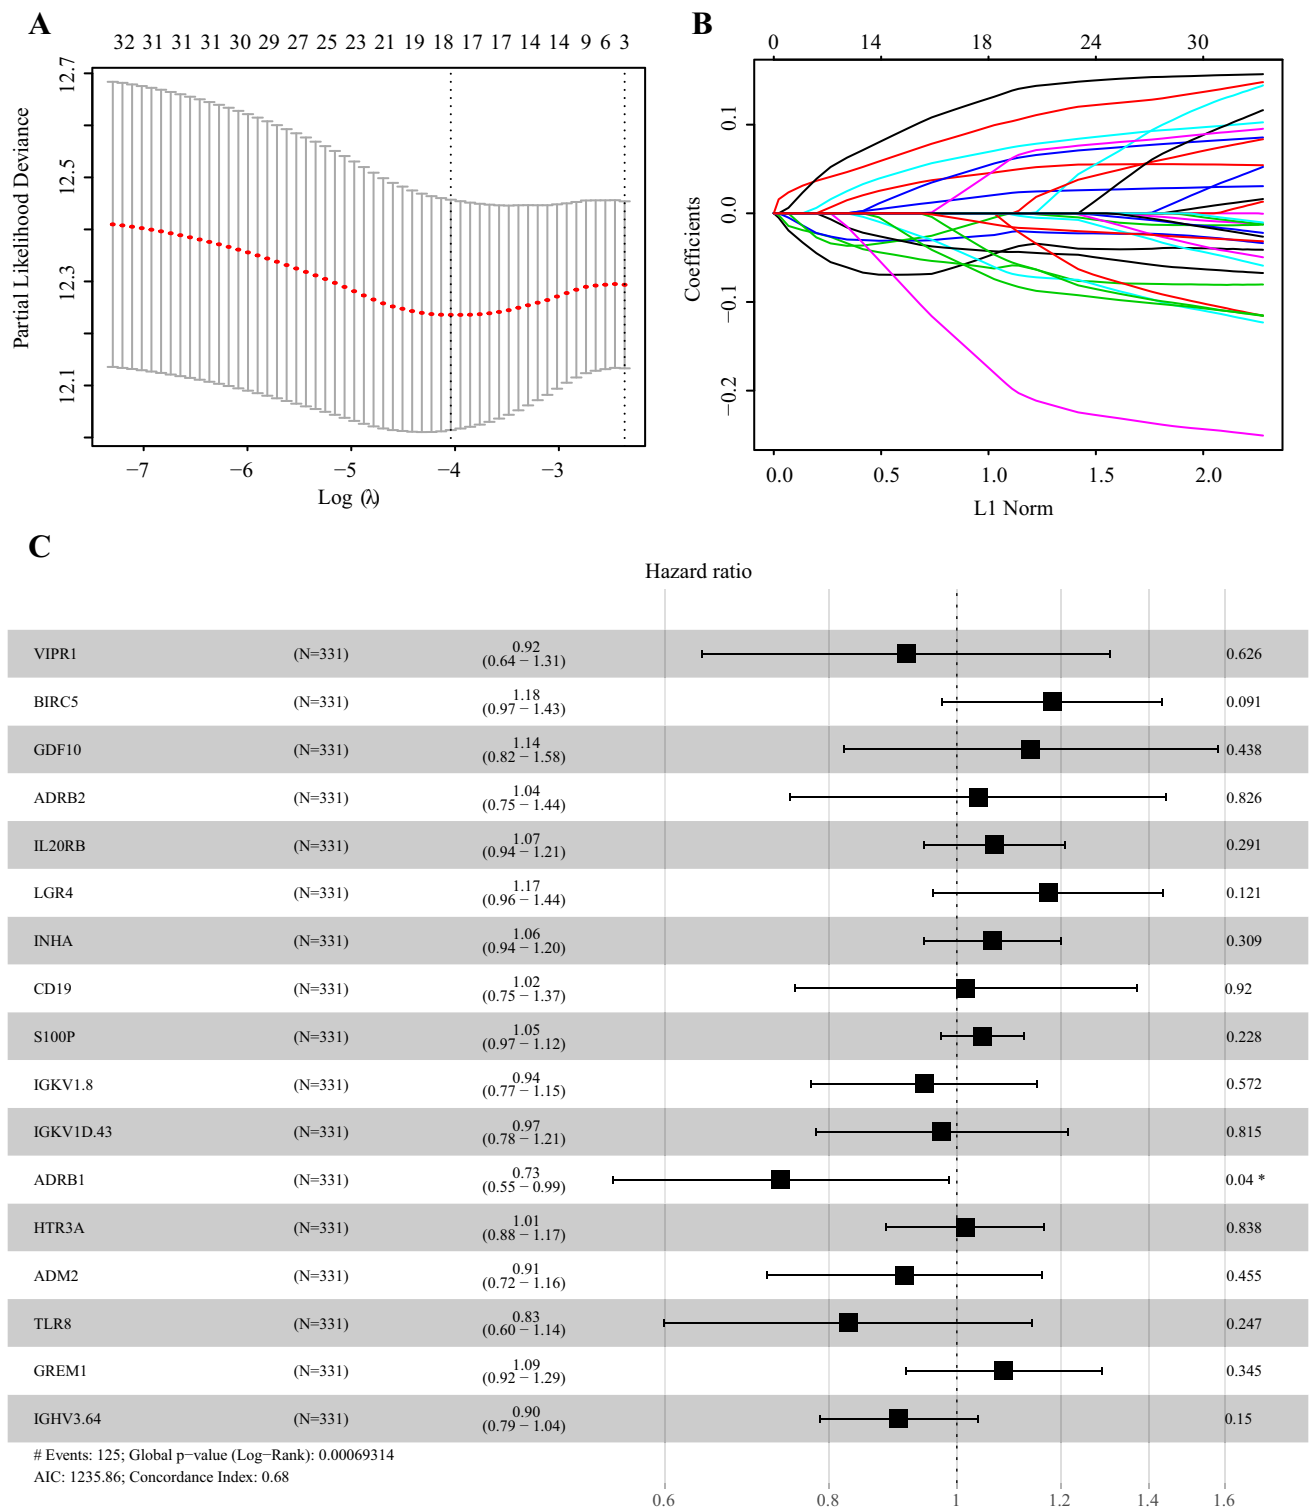 A
32 31 31 31 30 29 27 25 23 21 19 18 17 17 14 14 9 6 3
Partial Likelihood Deviance
12.7
12.5
12.3
12.1
−7 −6 −5 −4 −3
Log (λ)
B
0 14 18 24 30
Coefficients
0.1
0.0
−0.1
−0.2
0.0 0.5 1.0 1.5 2.0
L1 Norm
C
Hazard ratio
VIPR1 (N=331) 0.92 (0.64 − 1.31) 0.626
BIRC5 (N=331) 1.18 (0.97 − 1.43) 0.091
GDF10 (N=331) 1.14 (0.82 − 1.58) 0.438
ADRB2 (N=331) 1.04 (0.75 − 1.44) 0.826
IL20RB (N=331) 1.07 (0.94 − 1.21) 0.291
LGR4 (N=331) 1.17 (0.96 − 1.44) 0.121
INHA (N=331) 1.06 (0.94 − 1.20) 0.309
CD19 (N=331) 1.02 (0.75 − 1.37) 0.92
S100P (N=331) 1.05 (0.97 − 1.12) 0.228
IGKV1.8 (N=331) 0.94 (0.77 − 1.15) 0.572
IGKV1D.43 (N=331) 0.97 (0.78 − 1.21) 0.815
ADRB1 (N=331) 0.73 (0.55 − 0.99) 0.04 *
HTR3A (N=331) 1.01 (0.88 − 1.17) 0.838
ADM2 (N=331) 0.91 (0.72 − 1.16) 0.455
TLR8 (N=331) 0.83 (0.60 − 1.14) 0.247
GREM1 (N=331) 1.09 (0.92 − 1.29) 0.345
IGHV3.64 (N=331) 0.90 (0.79 − 1.04) 0.15
# Events: 125; Global p−value (Log−Rank): 0.00069314
AIC: 1235.86; Concordance Index: 0.68
0.6 0.8 1 1.2 1.4 1.6